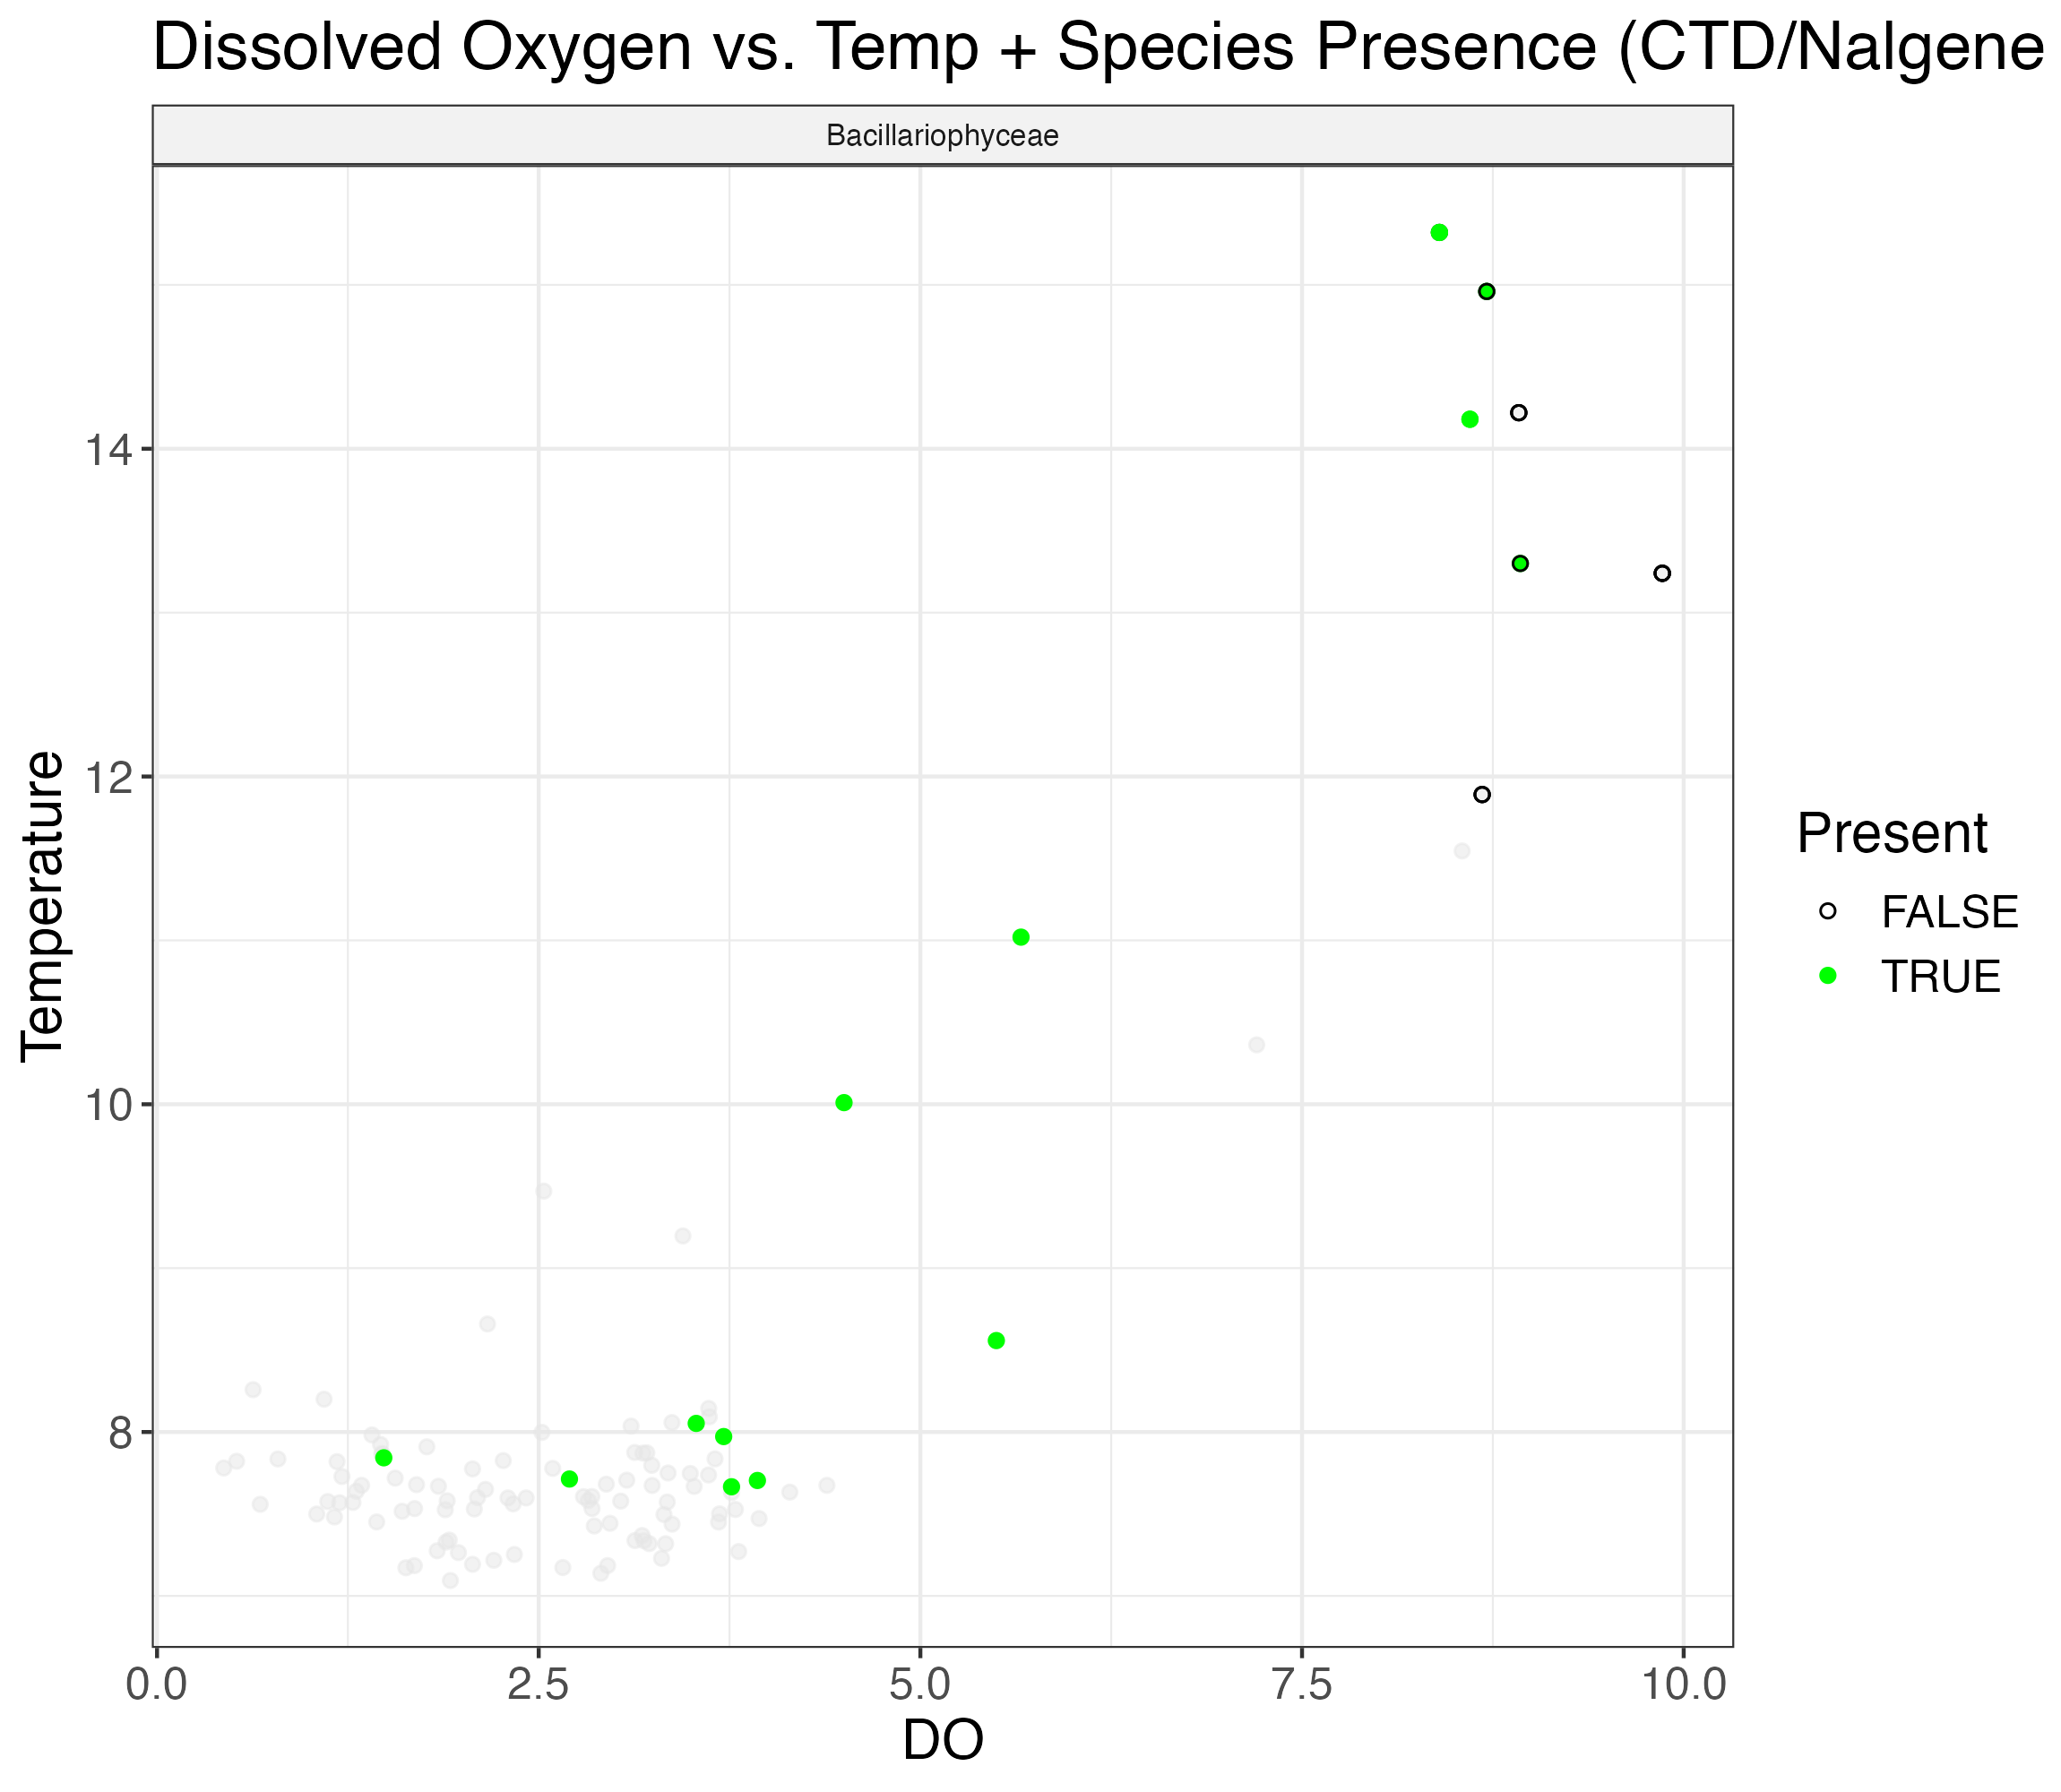 Dissolved Oxygen vs. Temp + Species Presence (CTD/Nalgene
Bacillariophyceae
14
12
10
8
Temperature
0.0 2.5 5.0 7.5 10.0
DO
Present
FALSE
TRUE